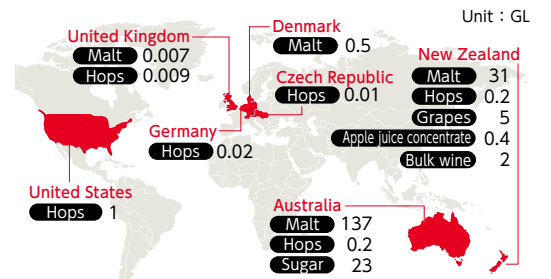 Unit：GL
United Kingdom
Malt 0.007
Hops 0.009
Denmark
Malt 0.5
Czech Republic
Hops 0.01
Germany
Hops 0.02
New Zealand
Malt 31
Hops 0.2
Grapes 5
Apple juice concentrate 0.4
Bulk wine 2
United States
Hops 1
Australia
Malt 137
Hops 0.2
Sugar 23